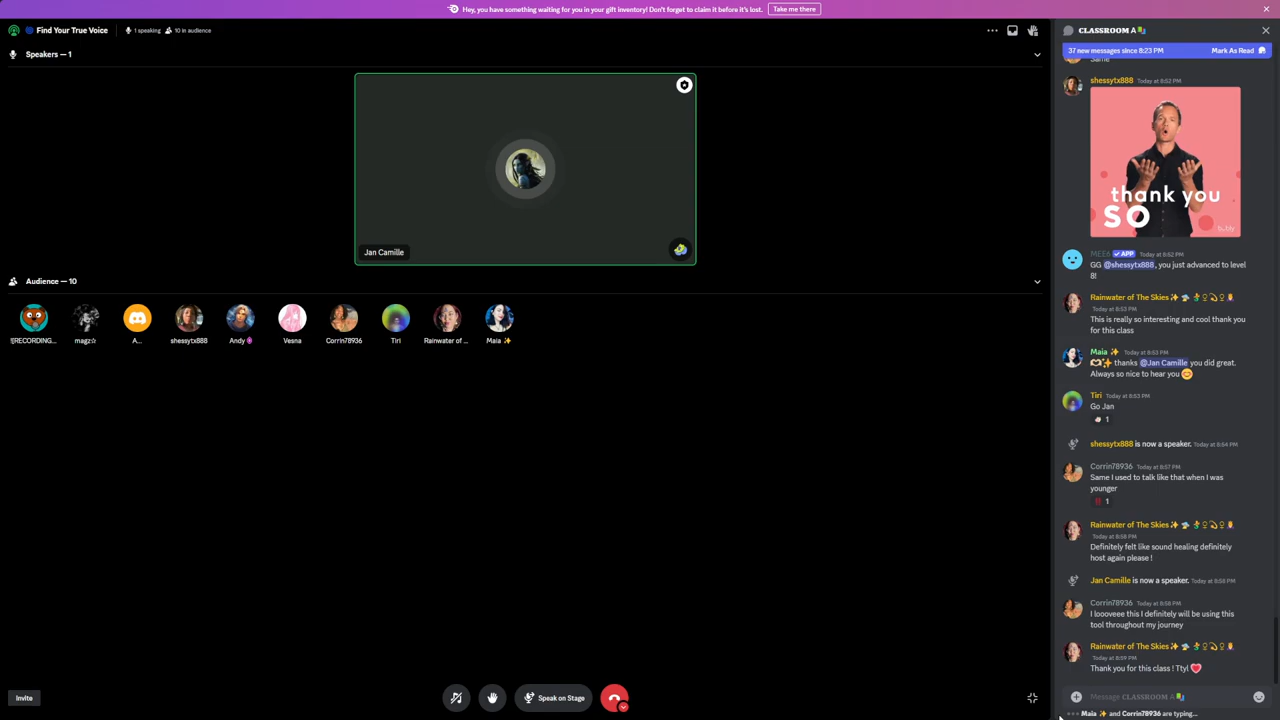 Hey, you have something waiting for you in your gift inventory! Don't forget to claim it before it's lost.
Take me there
Find Your True Voice
1 speaking
10 in audience
Speakers — 1
Jan Camille
Audience — 10
![RECORDING...
magz☆
A...
shessytx888
Andy
Vesna
Corrin78936
Tiri
Rainwater of ...
Maia ✨
Invite
Speak on Stage
CLASSROOM A
37 new messages since 8:23 PM
Mark As Read
Same
shessytx888 Today at 8:52 PM
thank you
SO
bubly
MEE6 ✓ APP Today at 8:52 PM
GG @shessytx888, you just advanced to level
8!
Rainwater of The Skies✨
Today at 8:53 PM
This is really so interesting and cool thank you
for this class
Maia ✨ Today at 8:53 PM
🫶✨ thanks @Jan Camille you did great.
Always so nice to hear you 😊
Tiri Today at 8:53 PM
Go Jan
1
shessytx888 is now a speaker. Today at 8:54 PM
Corrin78936 Today at 8:57 PM
Same I used to talk like that when I was
younger
1
Rainwater of The Skies✨
Today at 8:58 PM
Definitely felt like sound healing definitely
host again please !
Jan Camille is now a speaker. Today at 8:58 PM
Corrin78936 Today at 8:58 PM
I loooveee this I definitely will be using this
tool throughout my journey
Rainwater of The Skies✨
Today at 8:59 PM
Thank you for this class ! Ttyl ❤️
Message CLASSROOM A
Maia ✨ and Corrin78936 are typing...